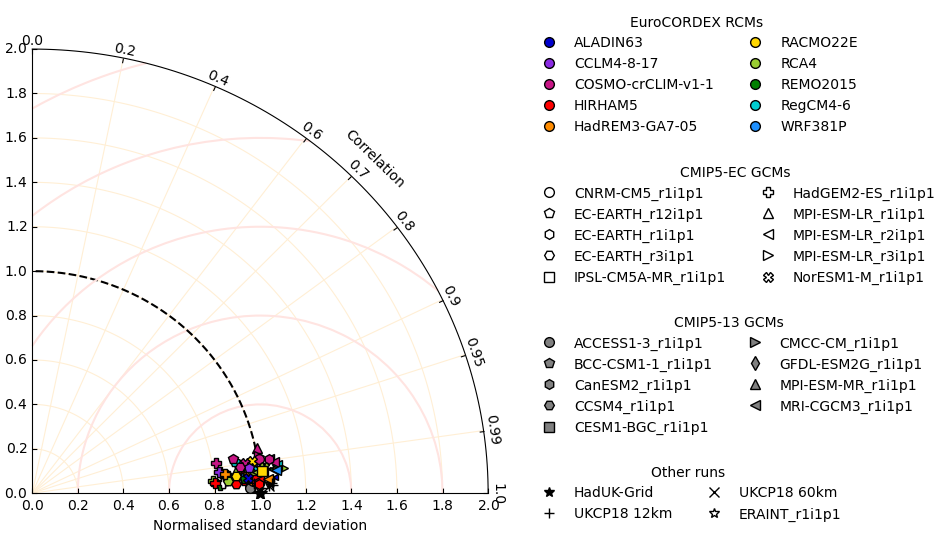 0.0
0.2
0.4
0.6
0.7
0.8
0.9
0.95
0.99
1.0
Correlation
2.0
1.8
1.6
1.4
1.2
1.0
0.8
0.6
0.4
0.2
0.0
0.0 0.2 0.4 0.6 0.8 1.0 1.2 1.4 1.6 1.8 2.0
Normalised standard deviation
EuroCORDEX RCMs
ALADIN63 RACMO22E
CCLM4-8-17 RCA4
COSMO-crCLIM-v1-1 REMO2015
HIRHAM5 RegCM4-6
HadREM3-GA7-05 WRF381P
CMIP5-EC GCMs
CNRM-CM5_r1i1p1 HadGEM2-ES_r1i1p1
EC-EARTH_r12i1p1 MPI-ESM-LR_r1i1p1
EC-EARTH_r1i1p1 MPI-ESM-LR_r2i1p1
EC-EARTH_r3i1p1 MPI-ESM-LR_r3i1p1
IPSL-CM5A-MR_r1i1p1 NorESM1-M_r1i1p1
CMIP5-13 GCMs
ACCESS1-3_r1i1p1 CMCC-CM_r1i1p1
BCC-CSM1-1_r1i1p1 GFDL-ESM2G_r1i1p1
CanESM2_r1i1p1 MPI-ESM-MR_r1i1p1
CCSM4_r1i1p1 MRI-CGCM3_r1i1p1
CESM1-BGC_r1i1p1
Other runs
HadUK-Grid UKCP18 60km
UKCP18 12km ERAINT_r1i1p1